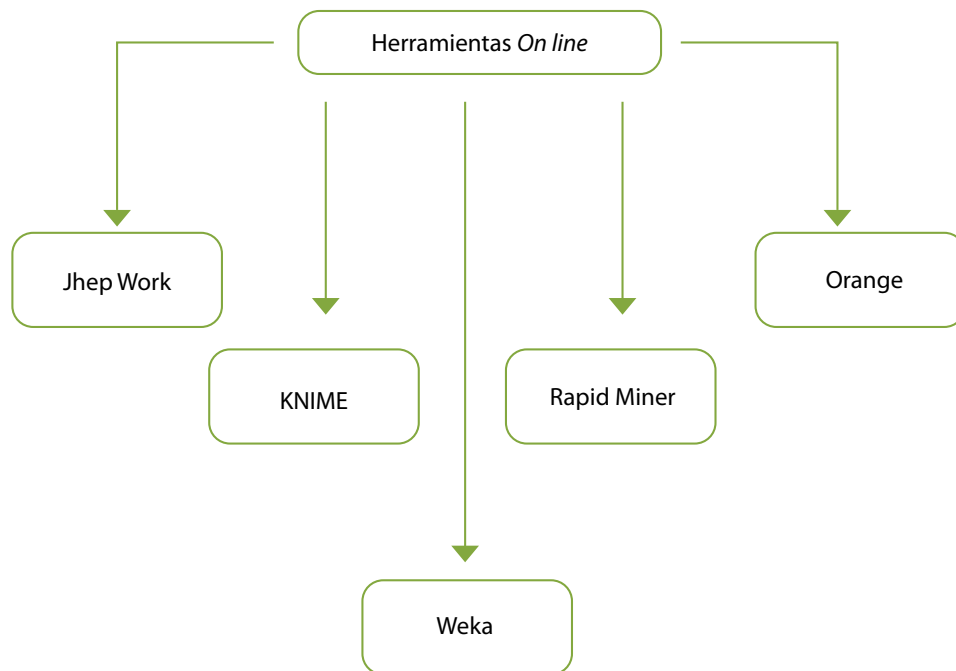 Herramientas On line
Jhep Work
Orange
KNIME
Rapid Miner
Weka